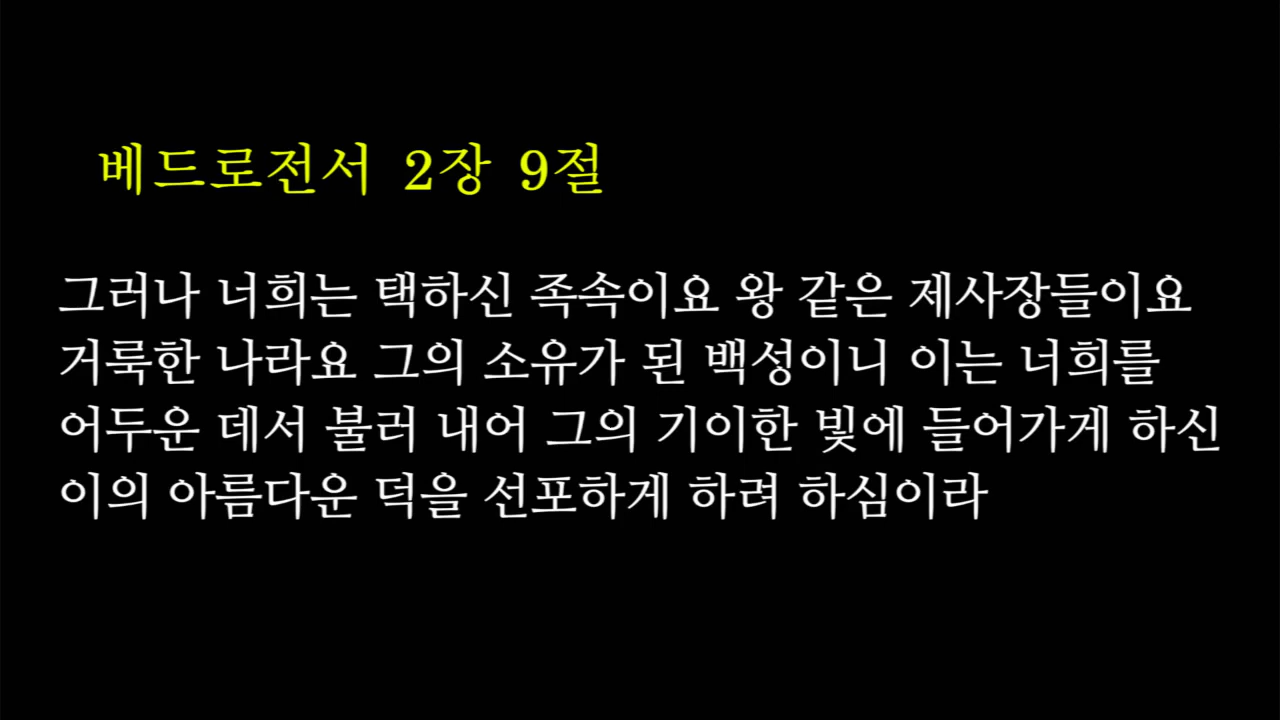 베드로전서 2장 9절
그러나 너희는 택하신 족속이요 왕 같은 제사장들이요
거룩한 나라요 그의 소유가 된 백성이니 이는 너희를
어두운 데서 불러 내어 그의 기이한 빛에 들어가게 하신
이의 아름다운 덕을 선포하게 하려 하심이라